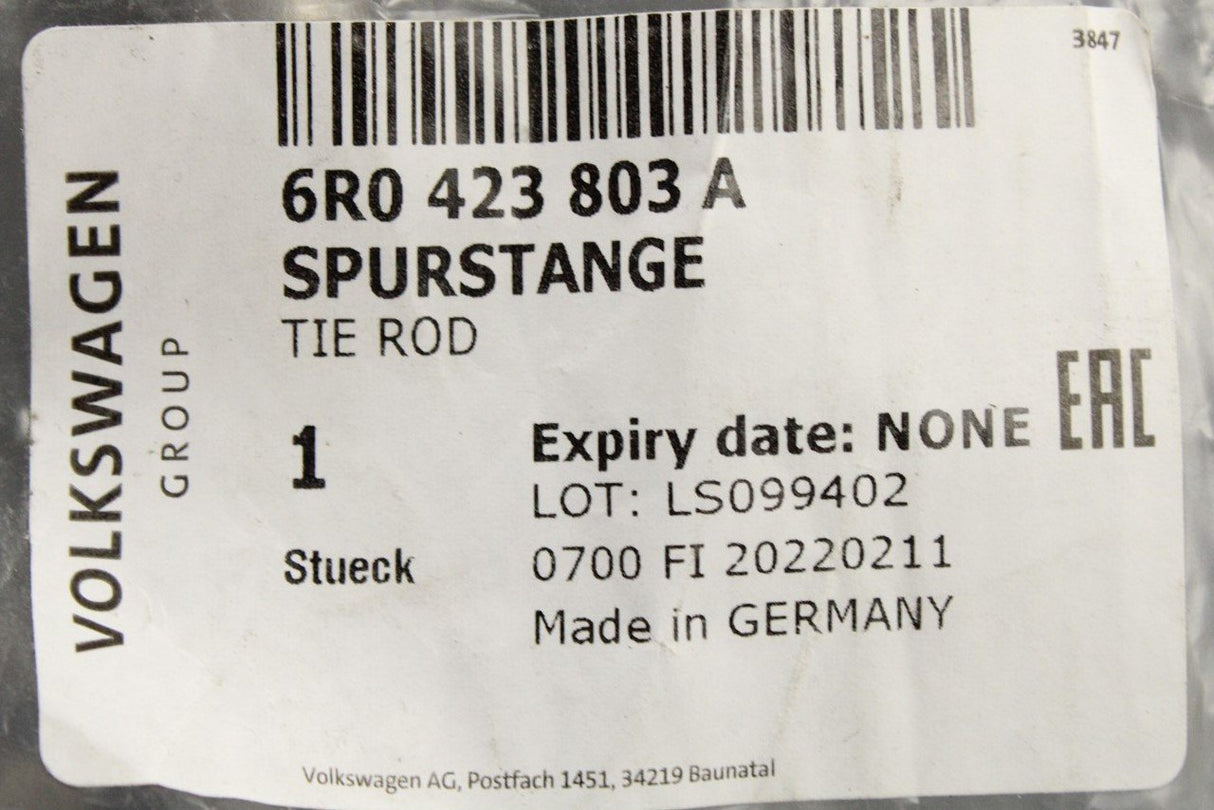 3847
6R0 423 803 A
SPURSTANGE
TIE ROD
VOLKSWAGEN
GROUP
1
Stueck
Expiry date: NONE
EAC
LOT: LS099402
0700 FI 20220211
Made in GERMANY
Volkswagen AG, Postfach 1451, 34219 Baunatal